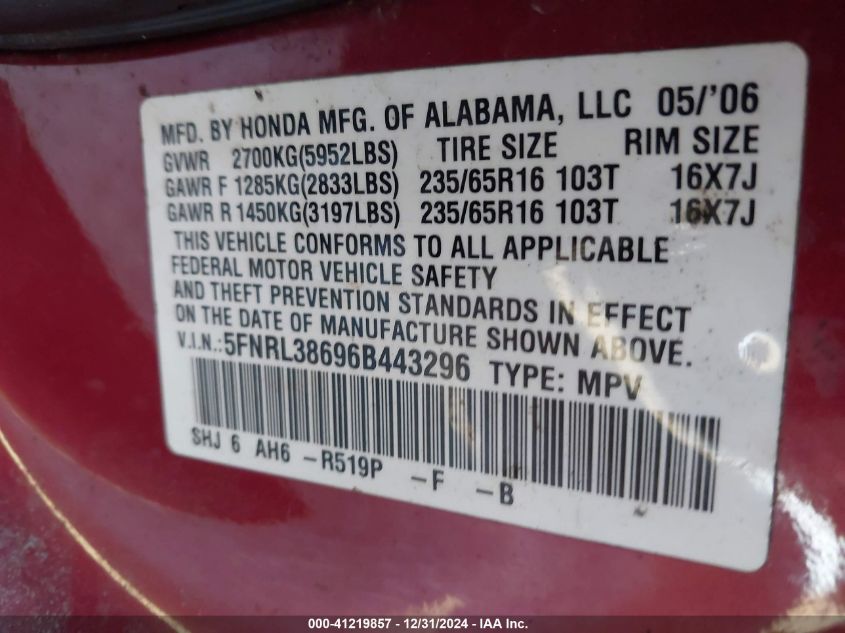 MFD. BY HONDA MFG. OF ALABAMA, LLC 05/'06
GVWR 2700KG(5952LBS) TIRE SIZE RIM SIZE
GAWR F 1285KG(2833LBS) 235/65R16 103T 16X7J
GAWR R 1450KG(3197LBS) 235/65R16 103T 16X7J
THIS VEHICLE CONFORMS TO ALL APPLICABLE
FEDERAL MOTOR VEHICLE SAFETY
AND THEFT PREVENTION STANDARDS IN EFFECT
ON THE DATE OF MANUFACTURE SHOWN ABOVE.
V.I.N.:5FNRL38696B443296 TYPE: MPV
SHJ 6 AH6 -R519P -F -B
000-41219857 - 12/31/2024 - IAA Inc.